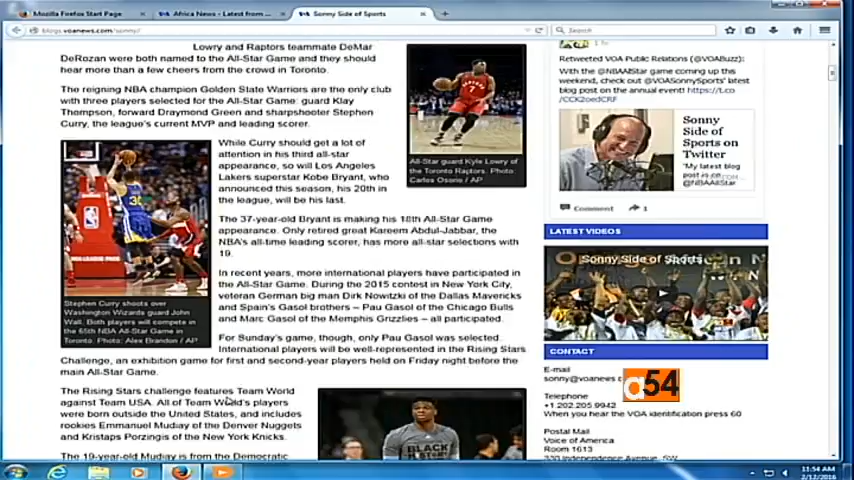 Mozilla Firefox Start Page
Africa News - Latest from ...
Sonny Side of Sports
blogs.voanews.com/sonny/
Search
Lowry and Raptors teammate DeMar
DeRozan were both named to the All-Star Game and they should
hear more than a few cheers from the crowd in Toronto.
The reigning NBA champion Golden State Warriors are the only club
with three players selected for the All-Star Game: guard Klay
Thompson, forward Draymond Green and sharpshooter Stephen
Curry, the league's current MVP and leading scorer.
All-Star guard Kyle Lowry of
the Toronto Raptors. Photo:
Carlos Osorio / AP
While Curry should get a lot of
attention in his third all-star
appearance, so will Los Angeles
Lakers superstar Kobe Bryant, who
announced this season, his 20th in
the league, will be his last.
The 37-year-old Bryant is making his 18th All-Star Game
appearance. Only retired great Kareem Abdul-Jabbar, the
NBA's all-time leading scorer, has more all-star selections with
19.
Stephen Curry shoots over
Washington Wizards guard John
Wall. Both players will compete in
the 65th NBA All-Star Game in
Toronto. Photo: Alex Brandon / AP
In recent years, more international players have participated in
the All-Star Game. During the 2015 contest in New York City,
veteran German big man Dirk Nowitzki of the Dallas Mavericks
and Spain's Gasol brothers – Pau Gasol of the Chicago Bulls
and Marc Gasol of the Memphis Grizzlies – all participated.
For Sunday's game, though, only Pau Gasol was selected.
International players will be well-represented in the Rising Stars
Challenge, an exhibition game for first and second-year players held on Friday night before the
main All-Star Game.
The Rising Stars challenge features Team World
against Team USA. All of Team World's players
were born outside the United States, and includes
rookies Emmanuel Mudiay of the Denver Nuggets
and Kristaps Porzingis of the New York Knicks.
The 19-year-old Mudiay is from the Democratic
BLACK
30
7
1 hr
Retweeted VOA Public Relations (@VOABuzz):
With the @NBAAllStar game coming up this
weekend, check out @VOASonnySports' latest
blog post on the annual event! https://t.co
/CCK2oedCRF
Sonny
Side of
Sports on
Twitter
"My latest blog
post is on
@NBAAllStar
Comment
1
LATEST VIDEOS
Sonny Side of Sports
CONTACT
E-mail
sonny@voanews
a54
Telephone
+1.202.205.9942
When you hear the VOA identification press 60
Postal Mail
Voice of America
Room 1613
330 Independence Avenue, SW
11:54 AM
2/12/2016